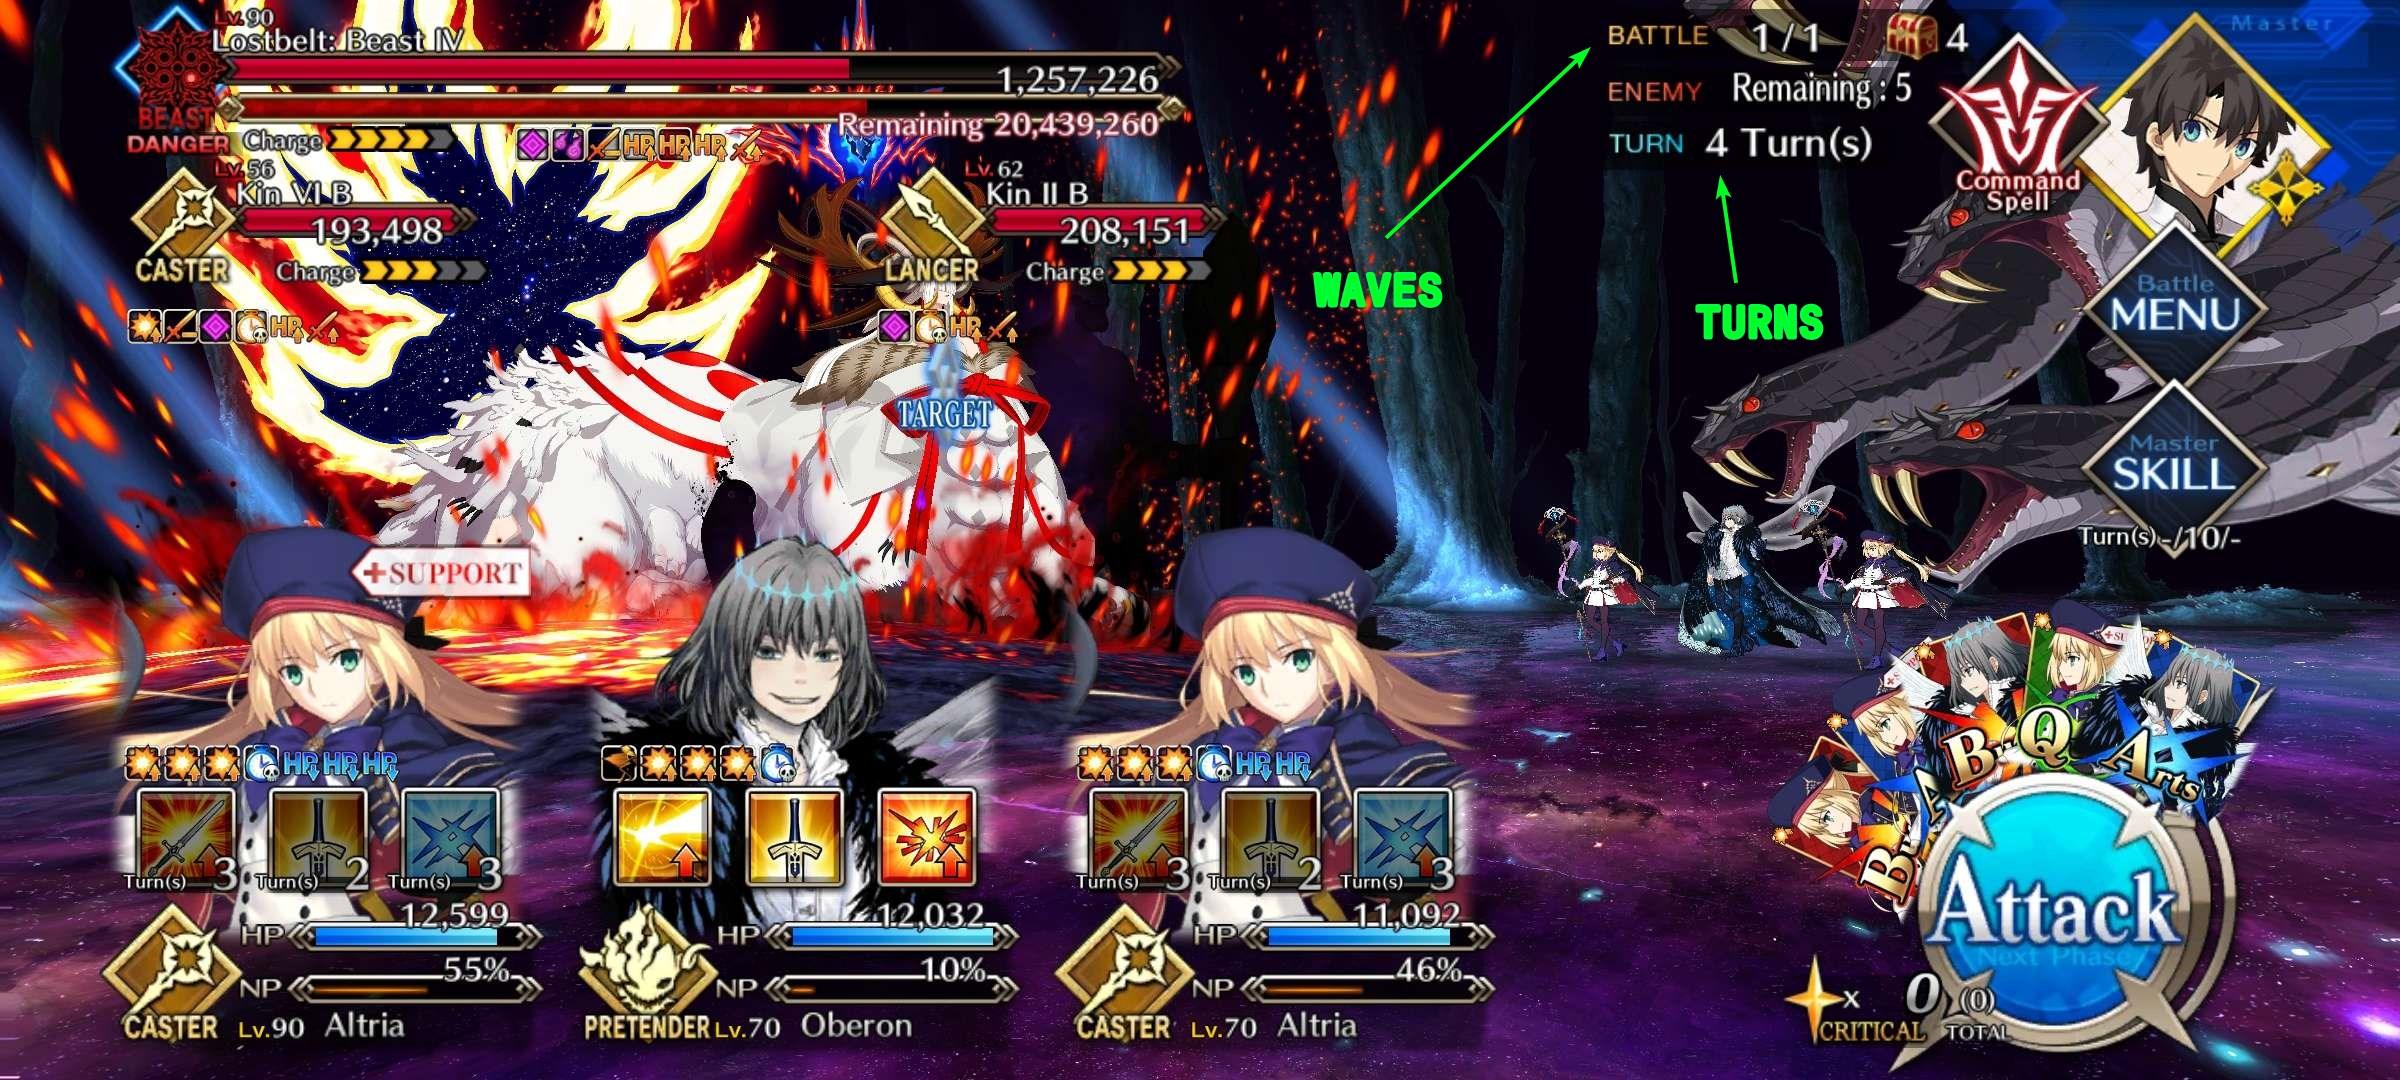 Lv. 90
Lostbelt: Beast IV
1,257,226
BEAST
Remaining 20,439,260
DANGER
Charge
Lv. 56
Kin VI B
193,498
CASTER
Charge
Lv. 62
Kin II B
208,151
LANCER
Charge
TARGET
BATTLE 1/1 4
ENEMY Remaining : 5
TURN 4 Turn(s)
WAVES
TURNS
Master
Command
Spell
Battle
MENU
Master
SKILL
Turn(s)-/10/-
+SUPPORT
Turn(s) 3
Turn(s) 2
Turn(s) 3
HP 12,599
NP 55%
CASTER Lv.90 Altria
HP 12,032
NP 10%
PRETENDER Lv.70 Oberon
Turn(s) 3
Turn(s) 2
Turn(s) 3
HP 11,092
NP 46%
CASTER Lv.70 Altria
B
Q
Arts
Attack
Next Phase
x 0 (0)
CRITICAL TOTAL